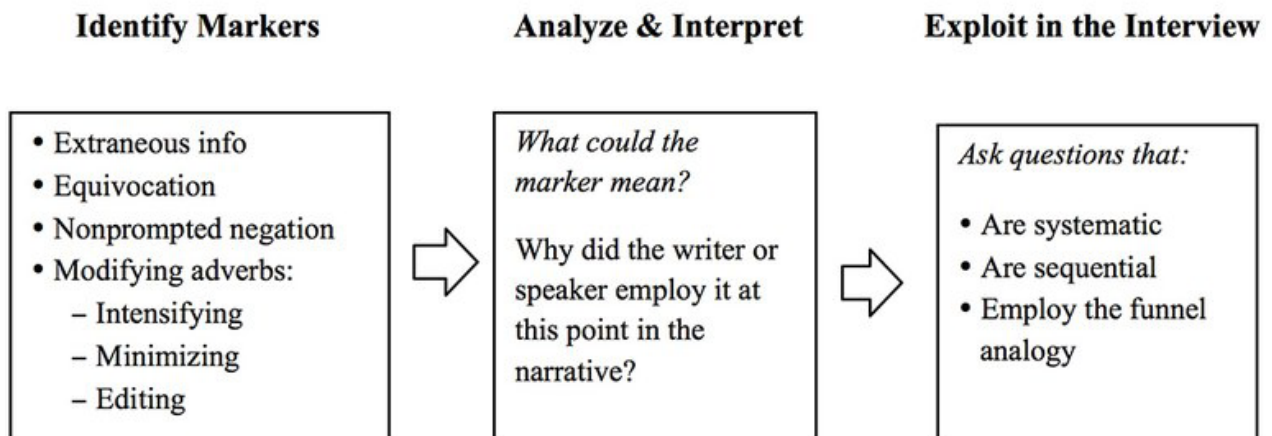 Identify Markers
Analyze & Interpret
Exploit in the Interview
• Extraneous info
• Equivocation
• Nonprompted negation
• Modifying adverbs:
– Intensifying
– Minimizing
– Editing
What could the
marker mean?
Why did the writer or
speaker employ it at
this point in the
narrative?
Ask questions that:
• Are systematic
• Are sequential
• Employ the funnel
analogy